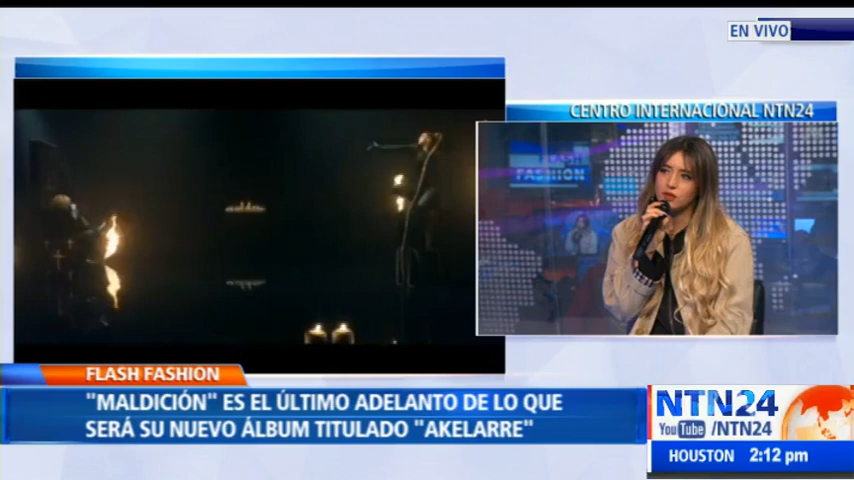 EN VIVO
CENTRO INTERNACIONAL NTN24
FLASH
FASHION
FLASH FASHION
"MALDICIÓN" ES EL ÚLTIMO ADELANTO DE LO QUE
SERÁ SU NUEVO ÁLBUM TITULADO "AKELARRE"
NTN24
YouTube /NTN24
HOUSTON 2:12 pm